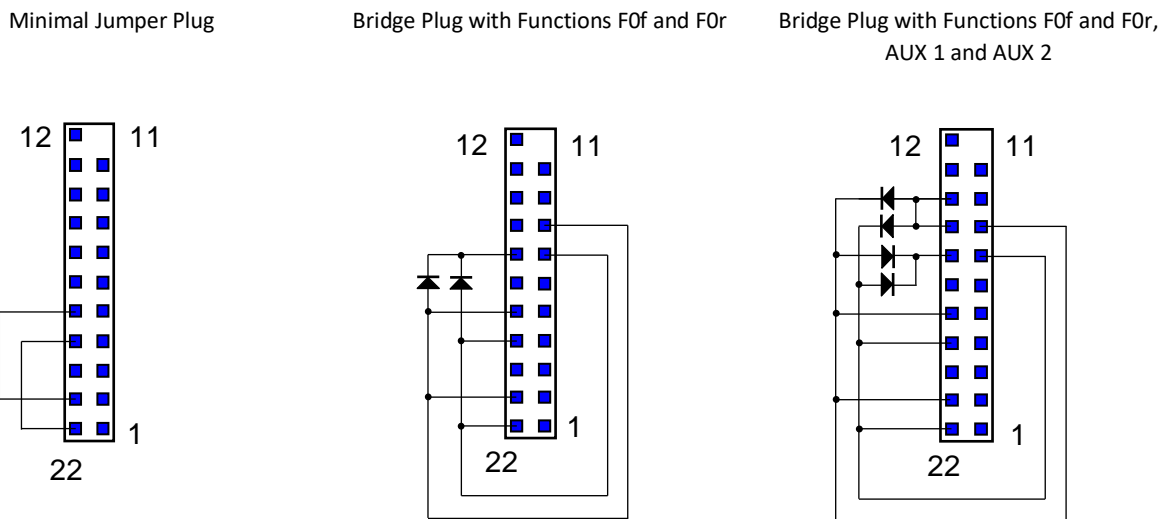 Minimal Jumper Plug
Bridge Plug with Functions F0f and F0r
Bridge Plug with Functions F0f and F0r,
AUX 1 and AUX 2
12 11
12 11
12 11
1
1
1
22
22
22